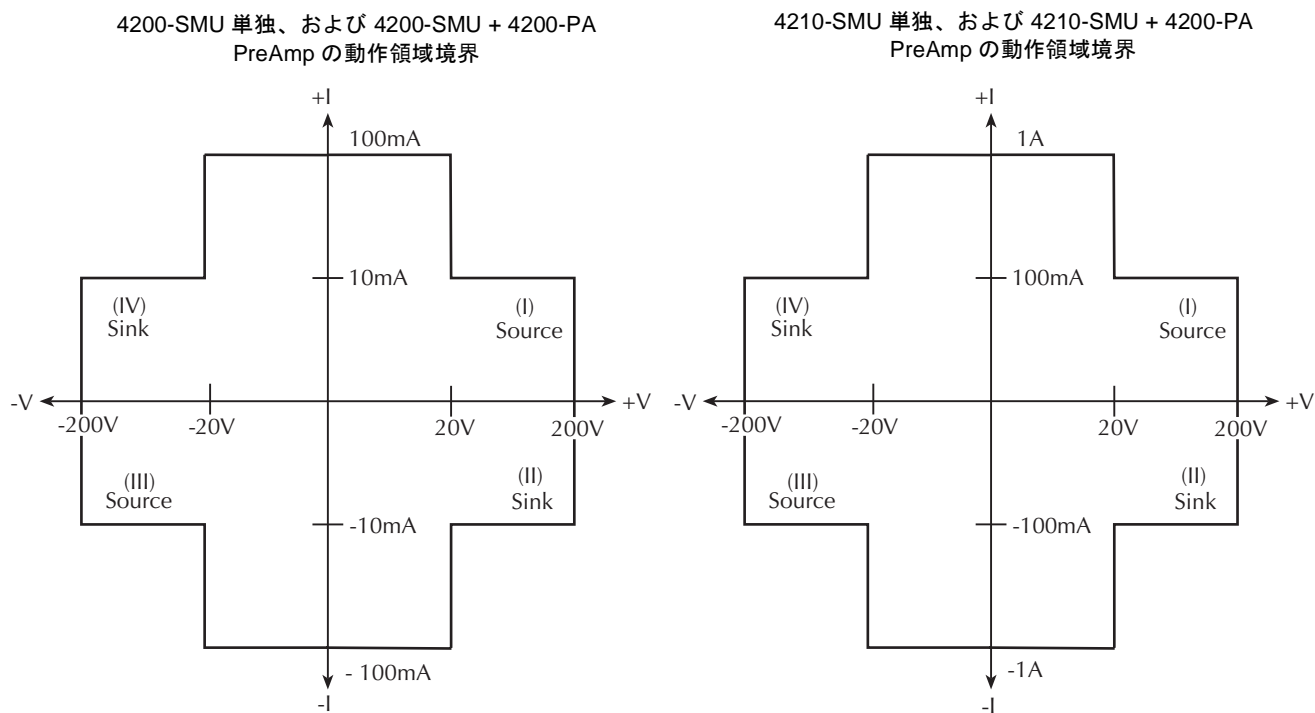 4200-SMU 単独、および 4200-SMU + 4200-PA
PreAmp の動作領域境界
+I
100mA
10mA
(IV)
Sink
(I)
Source
-V
+V
-200V
-20V
20V
200V
(III)
Source
(II)
Sink
-10mA
- 100mA
-I
4210-SMU 単独、および 4210-SMU + 4200-PA
PreAmp の動作領域境界
+I
1A
100mA
(IV)
Sink
(I)
Source
-V
+V
-200V
-20V
20V
200V
(III)
Source
(II)
Sink
-100mA
-1A
-I